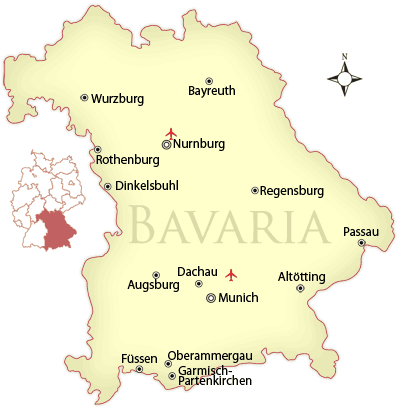 N
Bayreuth
Wurzburg
Nurnburg
Rothenburg
Dinkelsbuhl
Regensburg
BAVARIA
Passau
Dachau
Altötting
Augsburg
Munich
Oberammergau
Füssen
Garmisch-
Partenkirchen